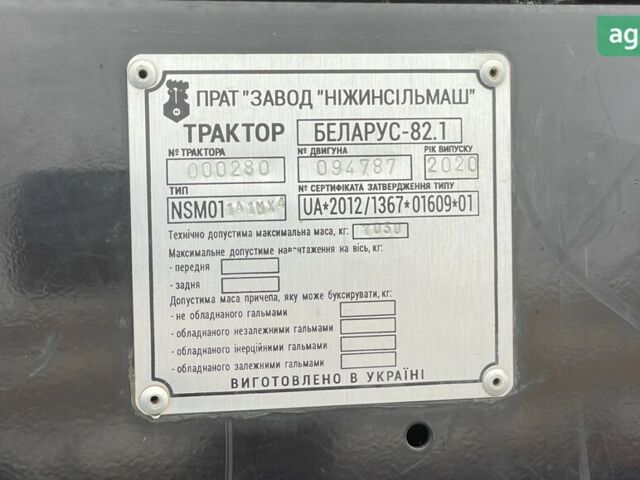 ag
ПРАТ "ЗАВОД "НІЖИНСІЛЬМАШ"
ТРАКТОР БЕЛАРУС-82.1
№ ТРАКТОРА № ДВИГУНА РІК ВИПУСКУ
000280 094787 2020
ТИП № СЕРТИФІКАТА ЗАТВЕРДЖЕННЯ ТИПУ
UA*2012/1367*01609*01
Технічно допустима максимальна маса, кг: 7030
Максимальне допустиме навантаження на вісь, кг:
- передня
- задня
Допустима маса причепа, яку може буксирувати, кг:
- не обладнаного гальмами
- обладнаного незалежними гальмами
- обладнаного інерційними гальмами
- обладнаного залежними гальмами
ВИГОТОВЛЕНО В УКРАЇНІ